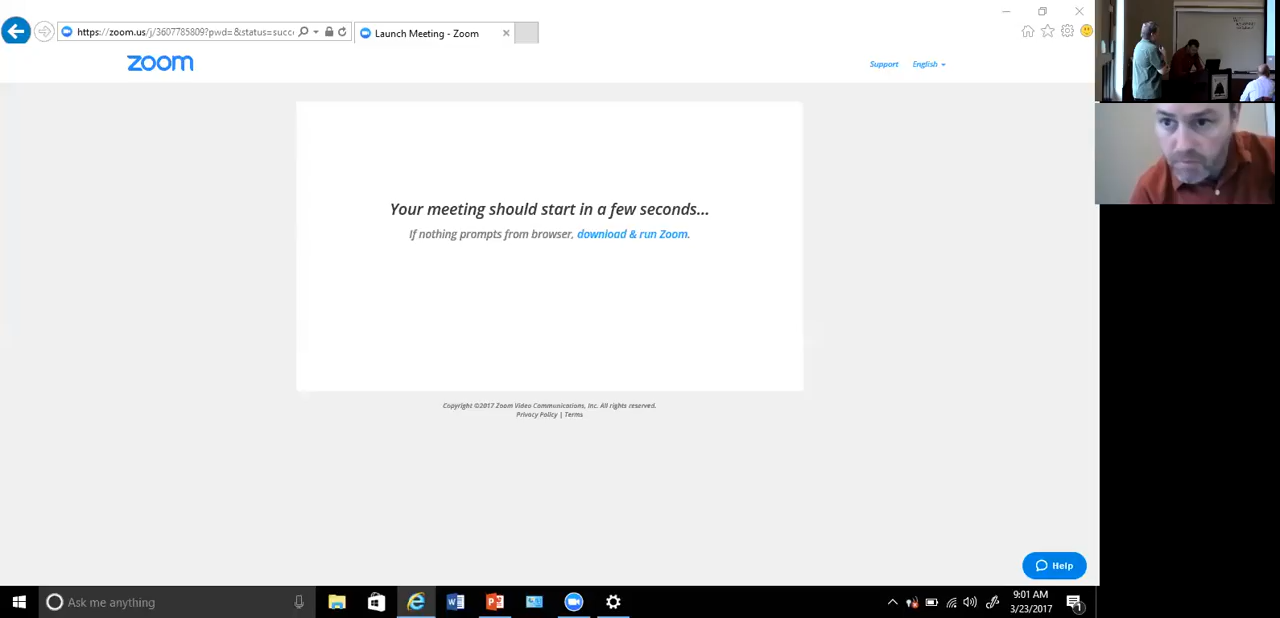 https://zoom.us/j/3607785809?pwd=&status=succ
Launch Meeting - Zoom
zoom
Support English
Your meeting should start in a few seconds...
If nothing prompts from browser, download & run Zoom.
Copyright ©2017 Zoom Video Communications, Inc. All rights reserved.
Privacy Policy | Terms
Help
Ask me anything
9:01 AM
3/23/2017
1